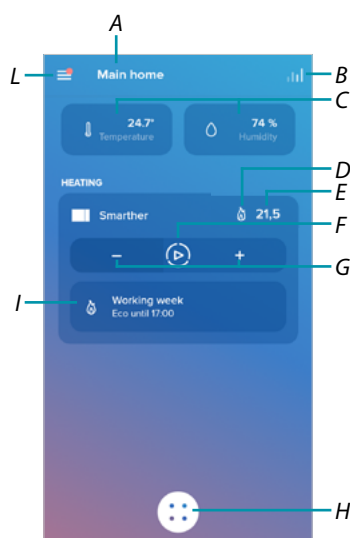 A
L
Main home
B
C
24.7°
Temperature
74 %
Humidity
D
E
HEATING
Smarther
21,5
F
–
+
G
I
Working week
Eco until 17:00
H